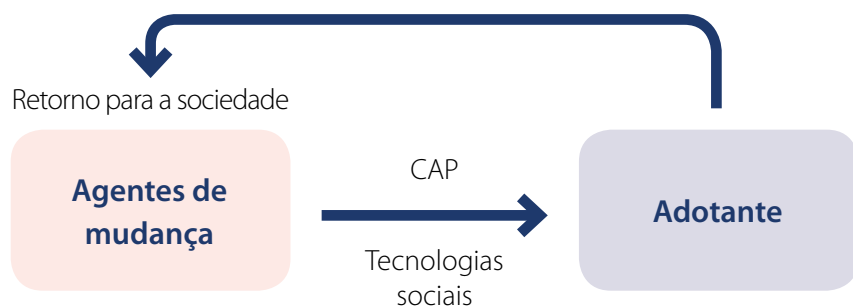 Retorno para a sociedade
Agentes de
mudança
CAP
Tecnologias
sociais
Adotante